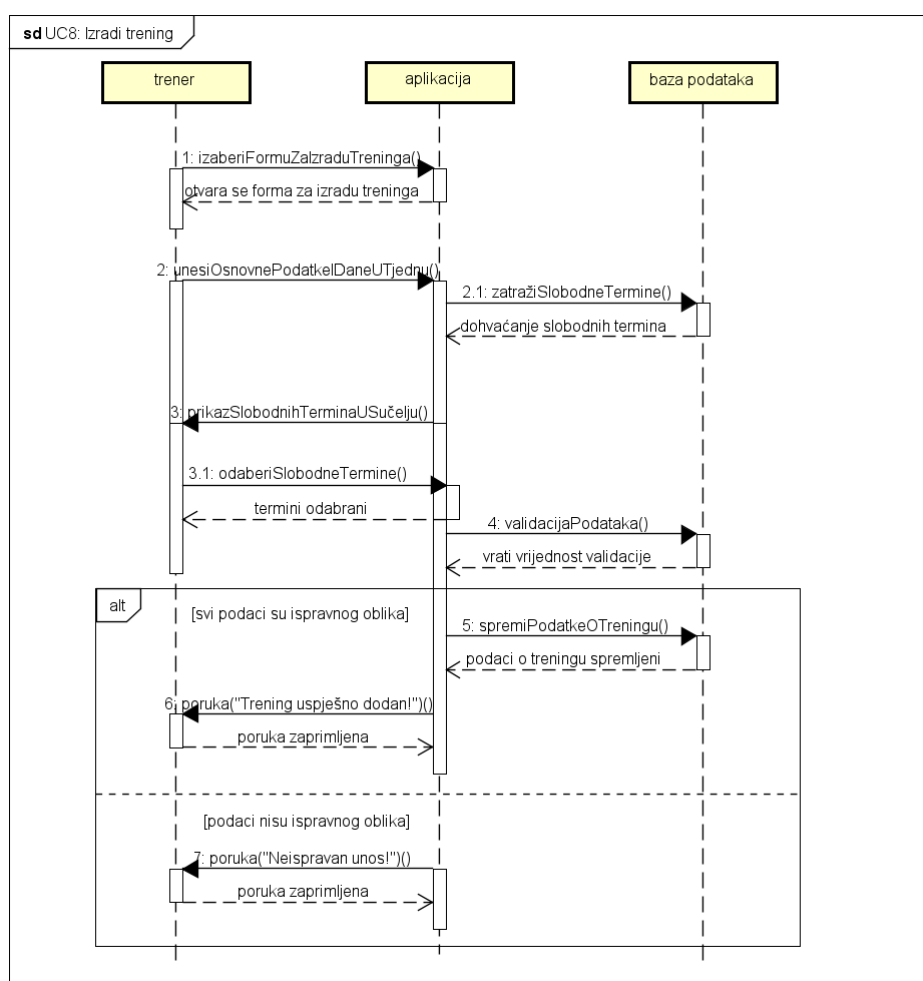 sd UC8: Izradi trening
trener
aplikacija
baza podataka
1: izaberiFormuZaIzraduTreninga()
otvara se forma za izradu treninga
2: unesiOsnovnePodatkeIDaneUTjednu()
2.1: zatražiSlobodneTermine()
dohvaćanje slobodnih termina
3: prikazSlobodnihTerminaUSučelju()
3.1: odaberiSlobodneTermine()
termini odabrani
4: validacijaPodataka()
vrati vrijednost validacije
alt
[svi podaci su ispravnog oblika]
5: spremiPodatkeOTreningu()
podaci o treningu spremljeni
6: poruka("Trening uspješno dodan!")()
poruka zaprimljena
[podaci nisu ispravnog oblika]
7: poruka("Neispravan unos!")()
poruka zaprimljena